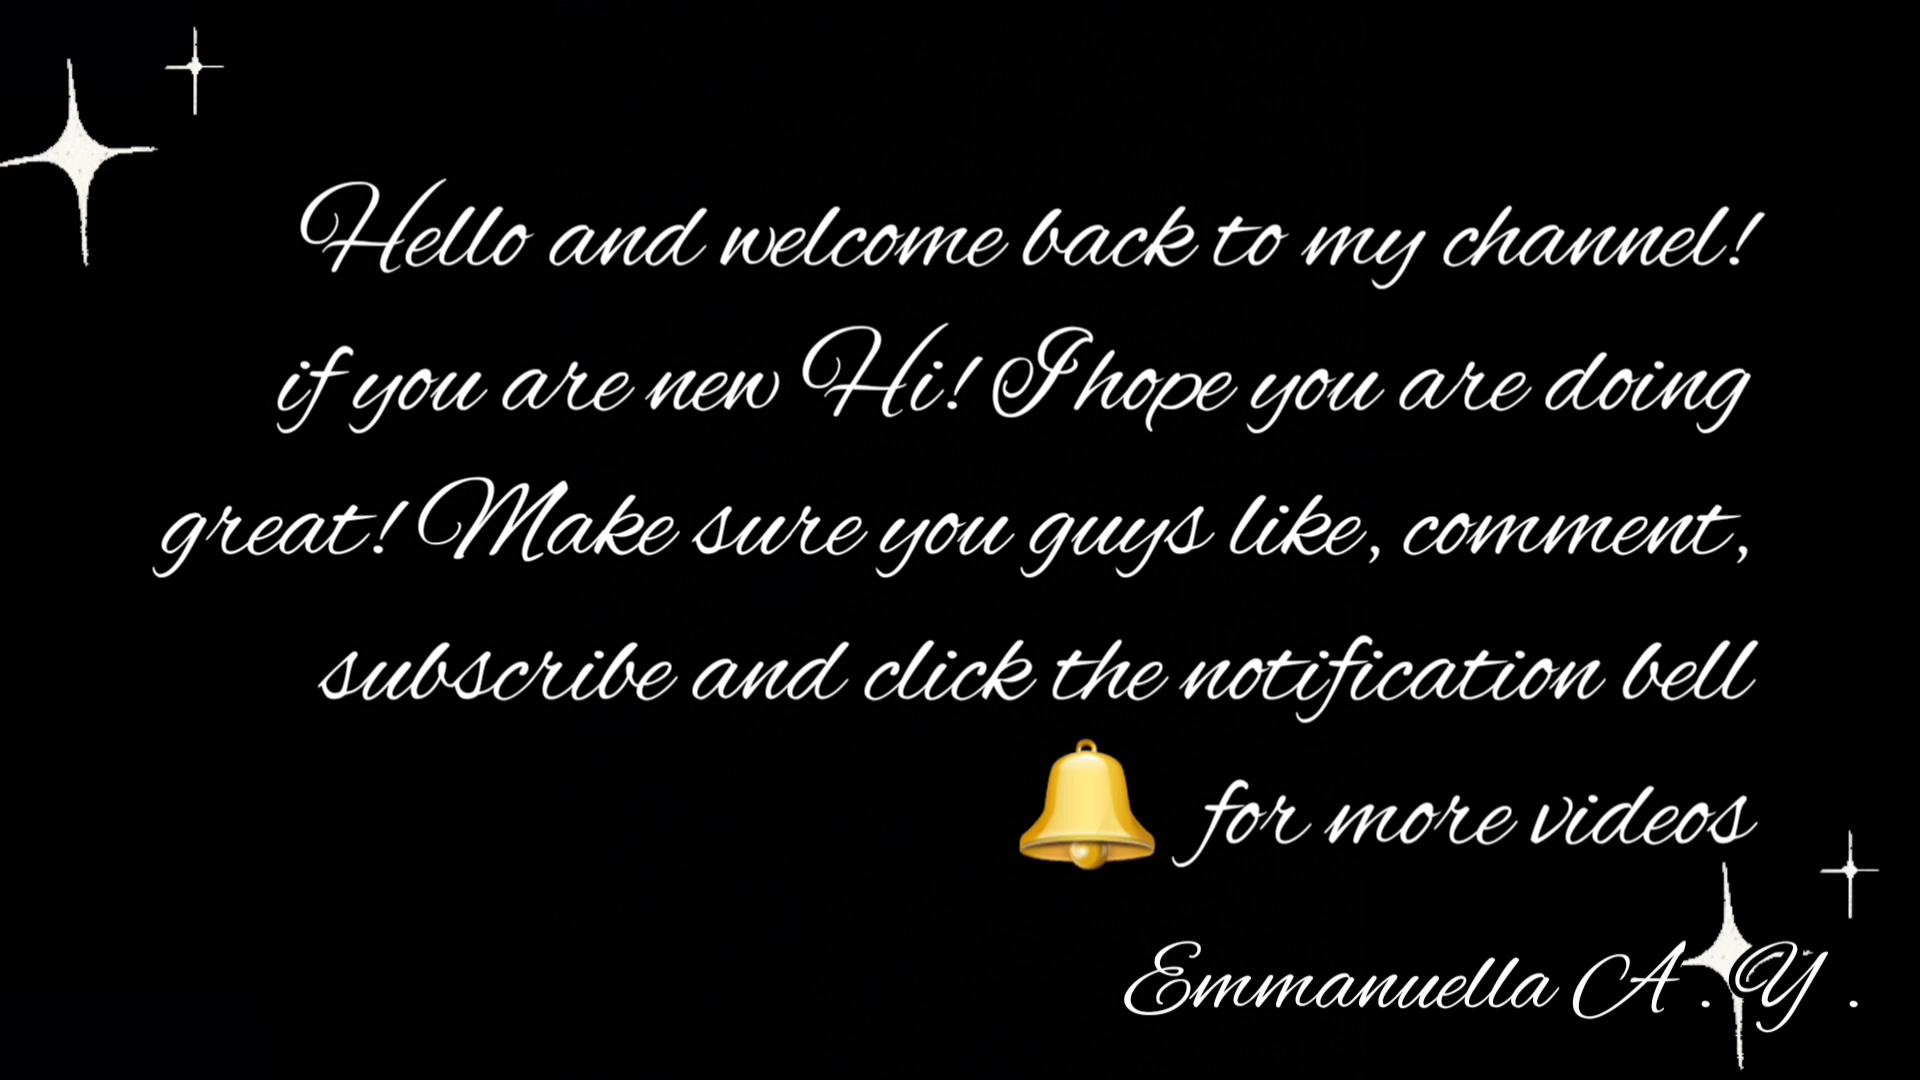 Hello and welcome back to my channel!
if you are new Hi! I hope you are doing
great! Make sure you guys like, comment,
subscribe and click the notification bell
🔔 for more videos
Emmanuella A . Y .